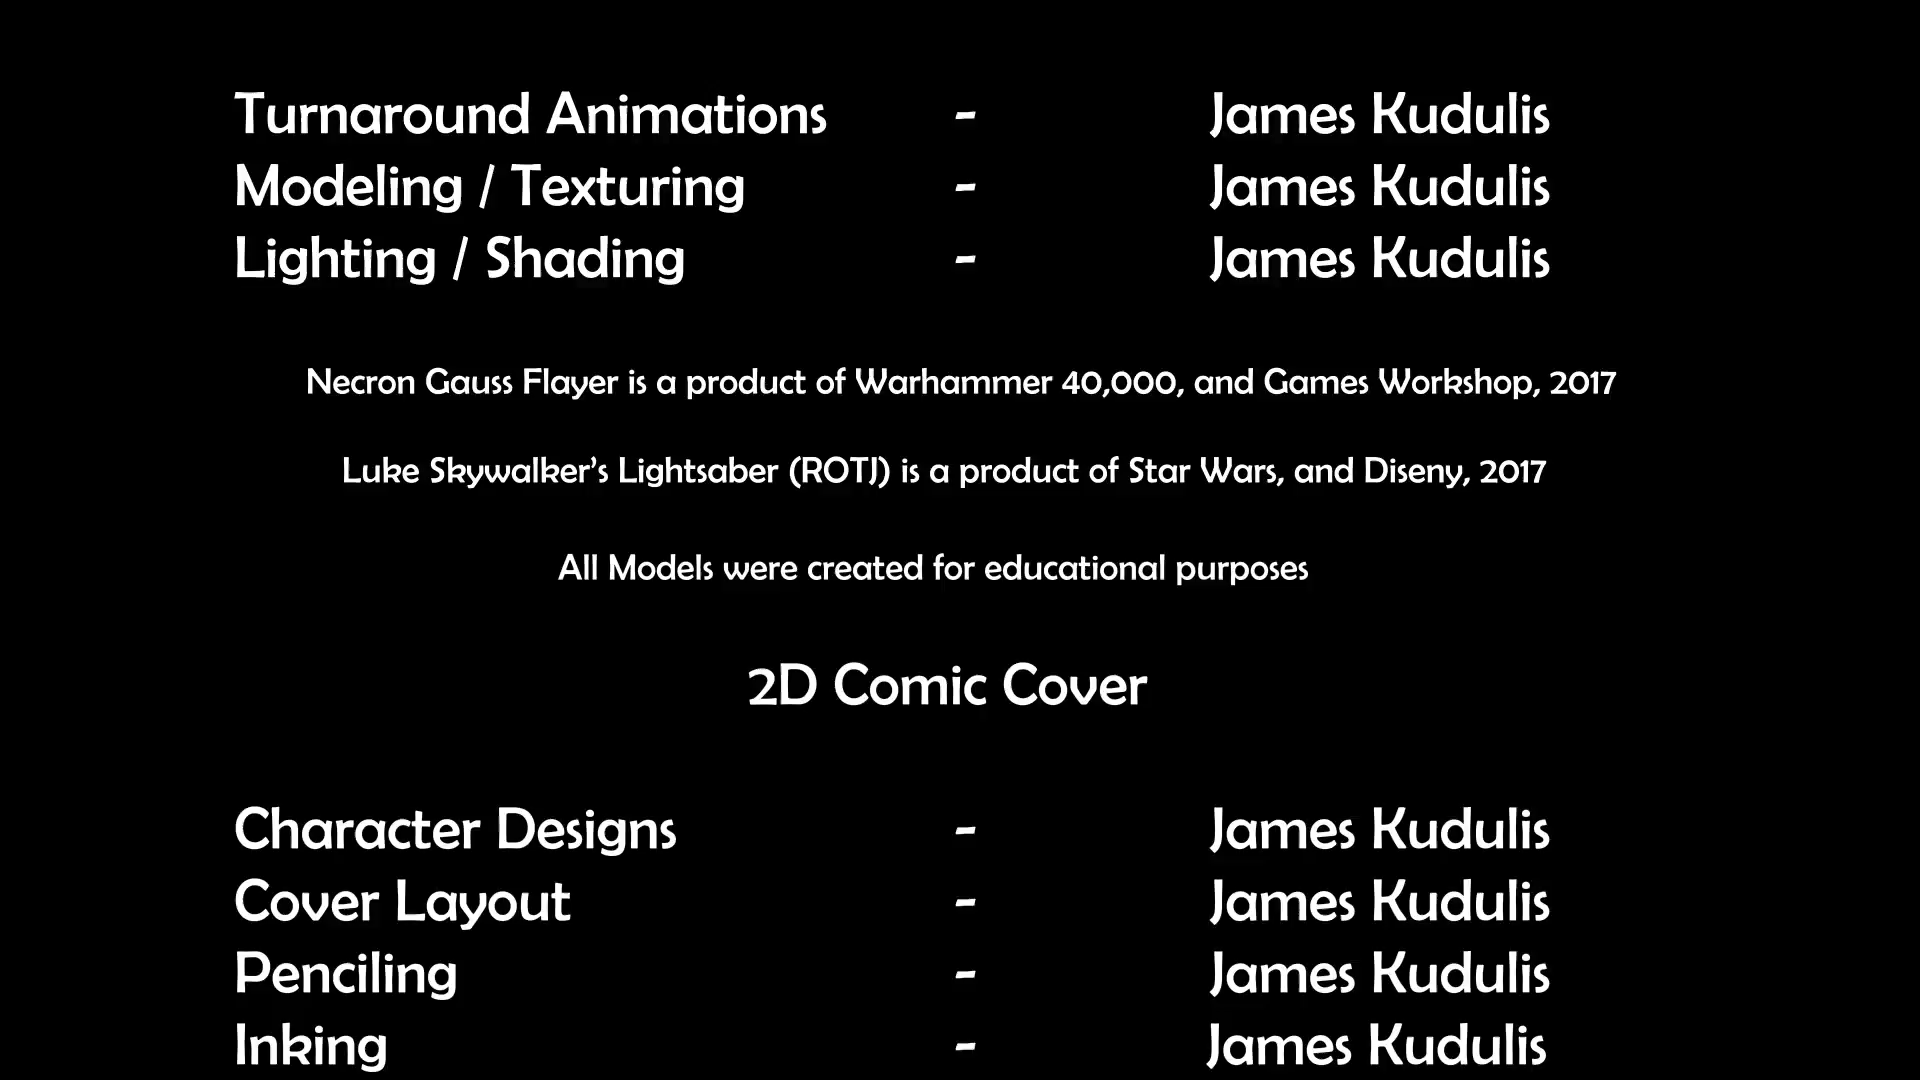 Turnaround Animations - James Kudulis
Modeling / Texturing - James Kudulis
Lighting / Shading - James Kudulis
Necron Gauss Flayer is a product of Warhammer 40,000, and Games Workshop, 2017
Luke Skywalker’s Lightsaber (ROTJ) is a product of Star Wars, and Diseny, 2017
All Models were created for educational purposes
2D Comic Cover
Character Designs - James Kudulis
Cover Layout - James Kudulis
Penciling - James Kudulis
Inking - James Kudulis